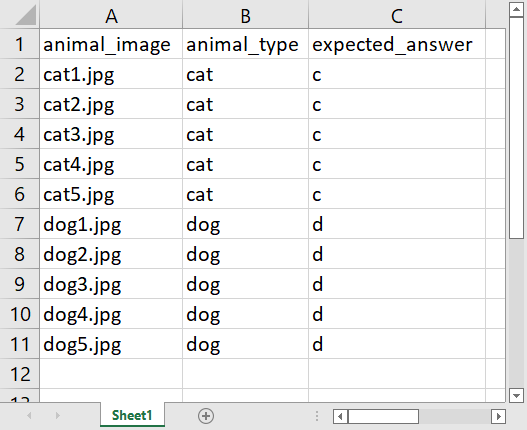 A B C
1 animal_image animal_type expected_answer
2 cat1.jpg cat c
3 cat2.jpg cat c
4 cat3.jpg cat c
5 cat4.jpg cat c
6 cat5.jpg cat c
7 dog1.jpg dog d
8 dog2.jpg dog d
9 dog3.jpg dog d
10 dog4.jpg dog d
11 dog5.jpg dog d
12
13
Sheet1